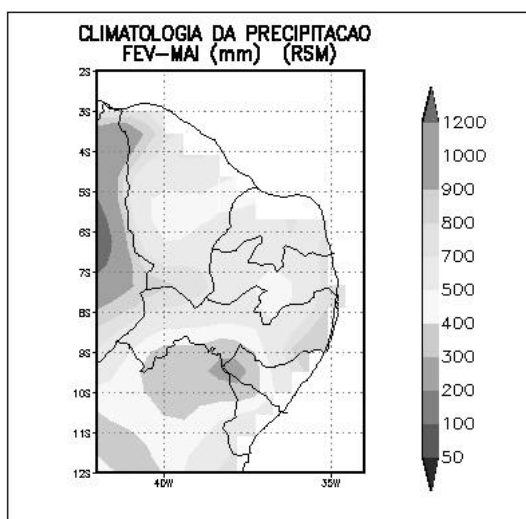 CLIMATOLOGIA DA PRECIPITACAO
FEV-MAI (mm) (RSM)
2S
3S
4S
5S
6S
7S
8S
9S
10S
11S
12S
40W
35W
1200
1000
900
800
700
500
400
300
200
100
50